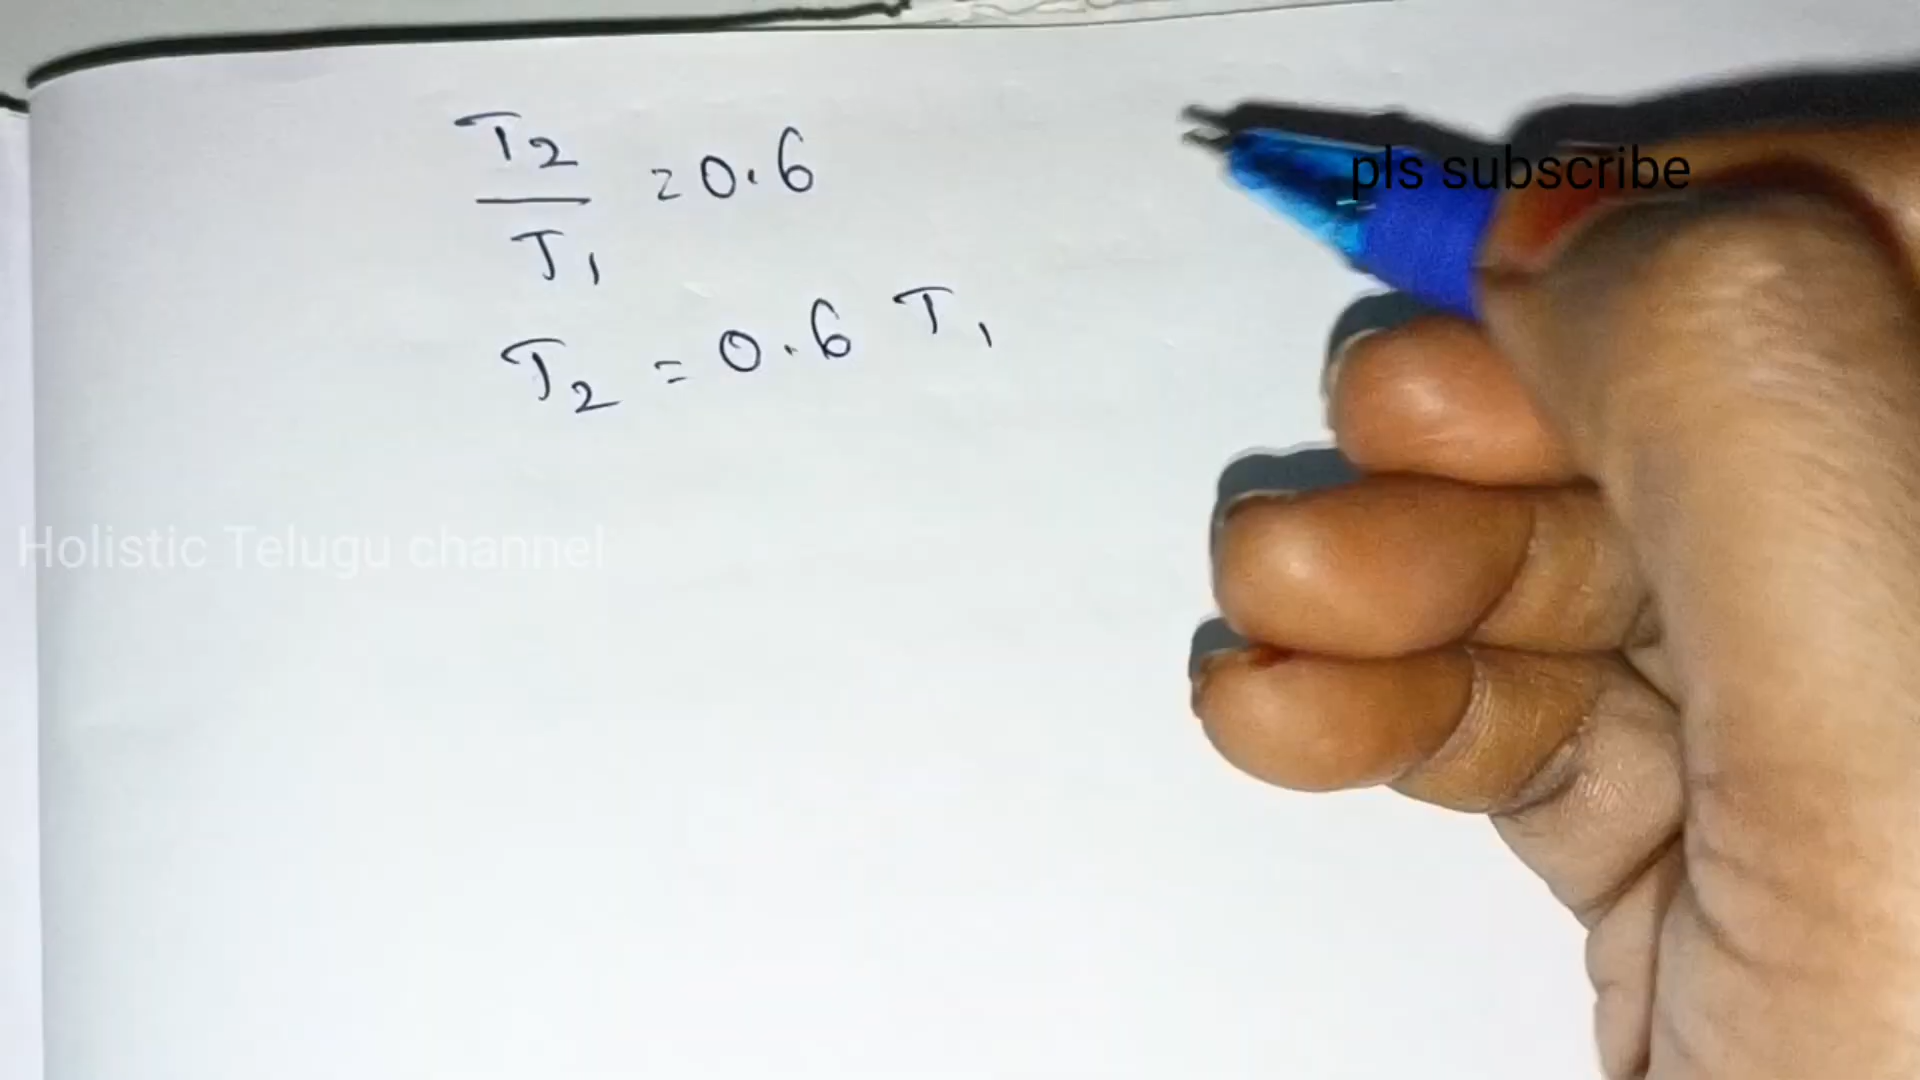 T2
— = 0.6
T1
pls subscribe
T2 = 0.6 T1
Holistic Telugu channel